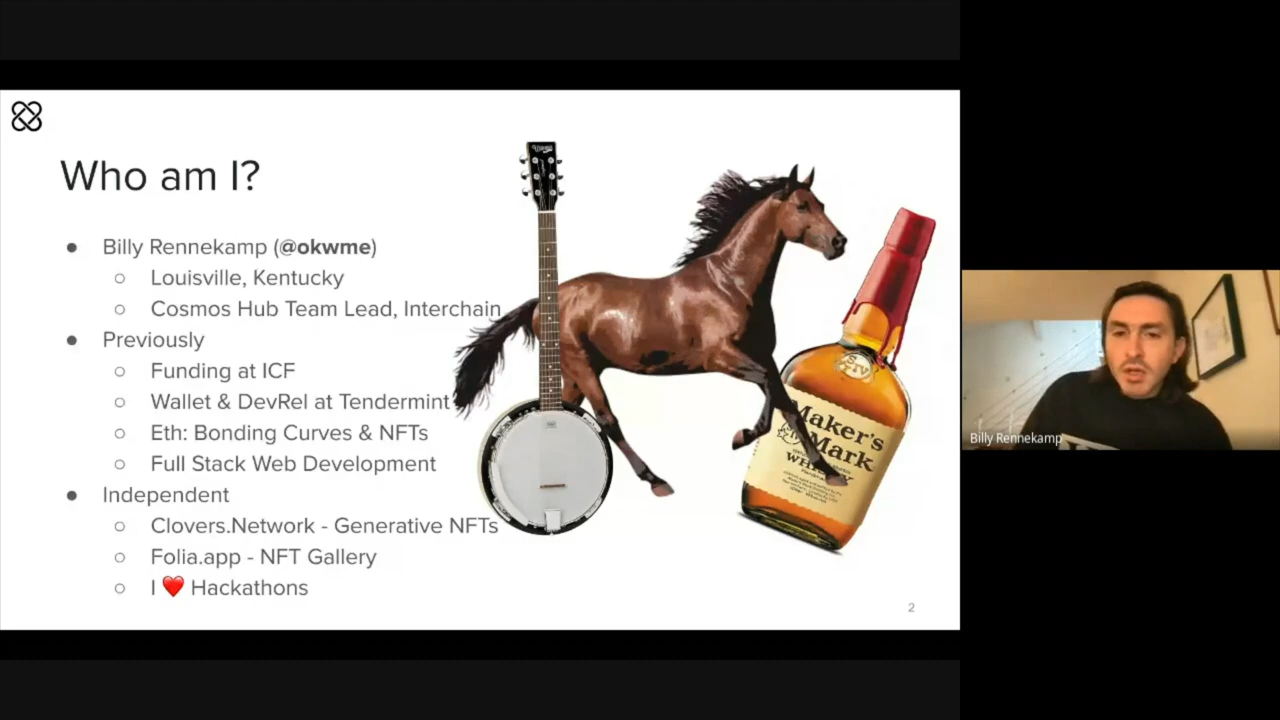 Who am I?
● Billy Rennekamp (@okwme)
○ Louisville, Kentucky
○ Cosmos Hub Team Lead, Interchain
● Previously
○ Funding at ICF
○ Wallet & DevRel at Tendermint
○ Eth: Bonding Curves & NFTs
○ Full Stack Web Development
● Independent
○ Clovers.Network - Generative NFTs
○ Folia.app - NFT Gallery
○ I ❤️ Hackathons
Maker's
Mark
2
Billy Rennekamp